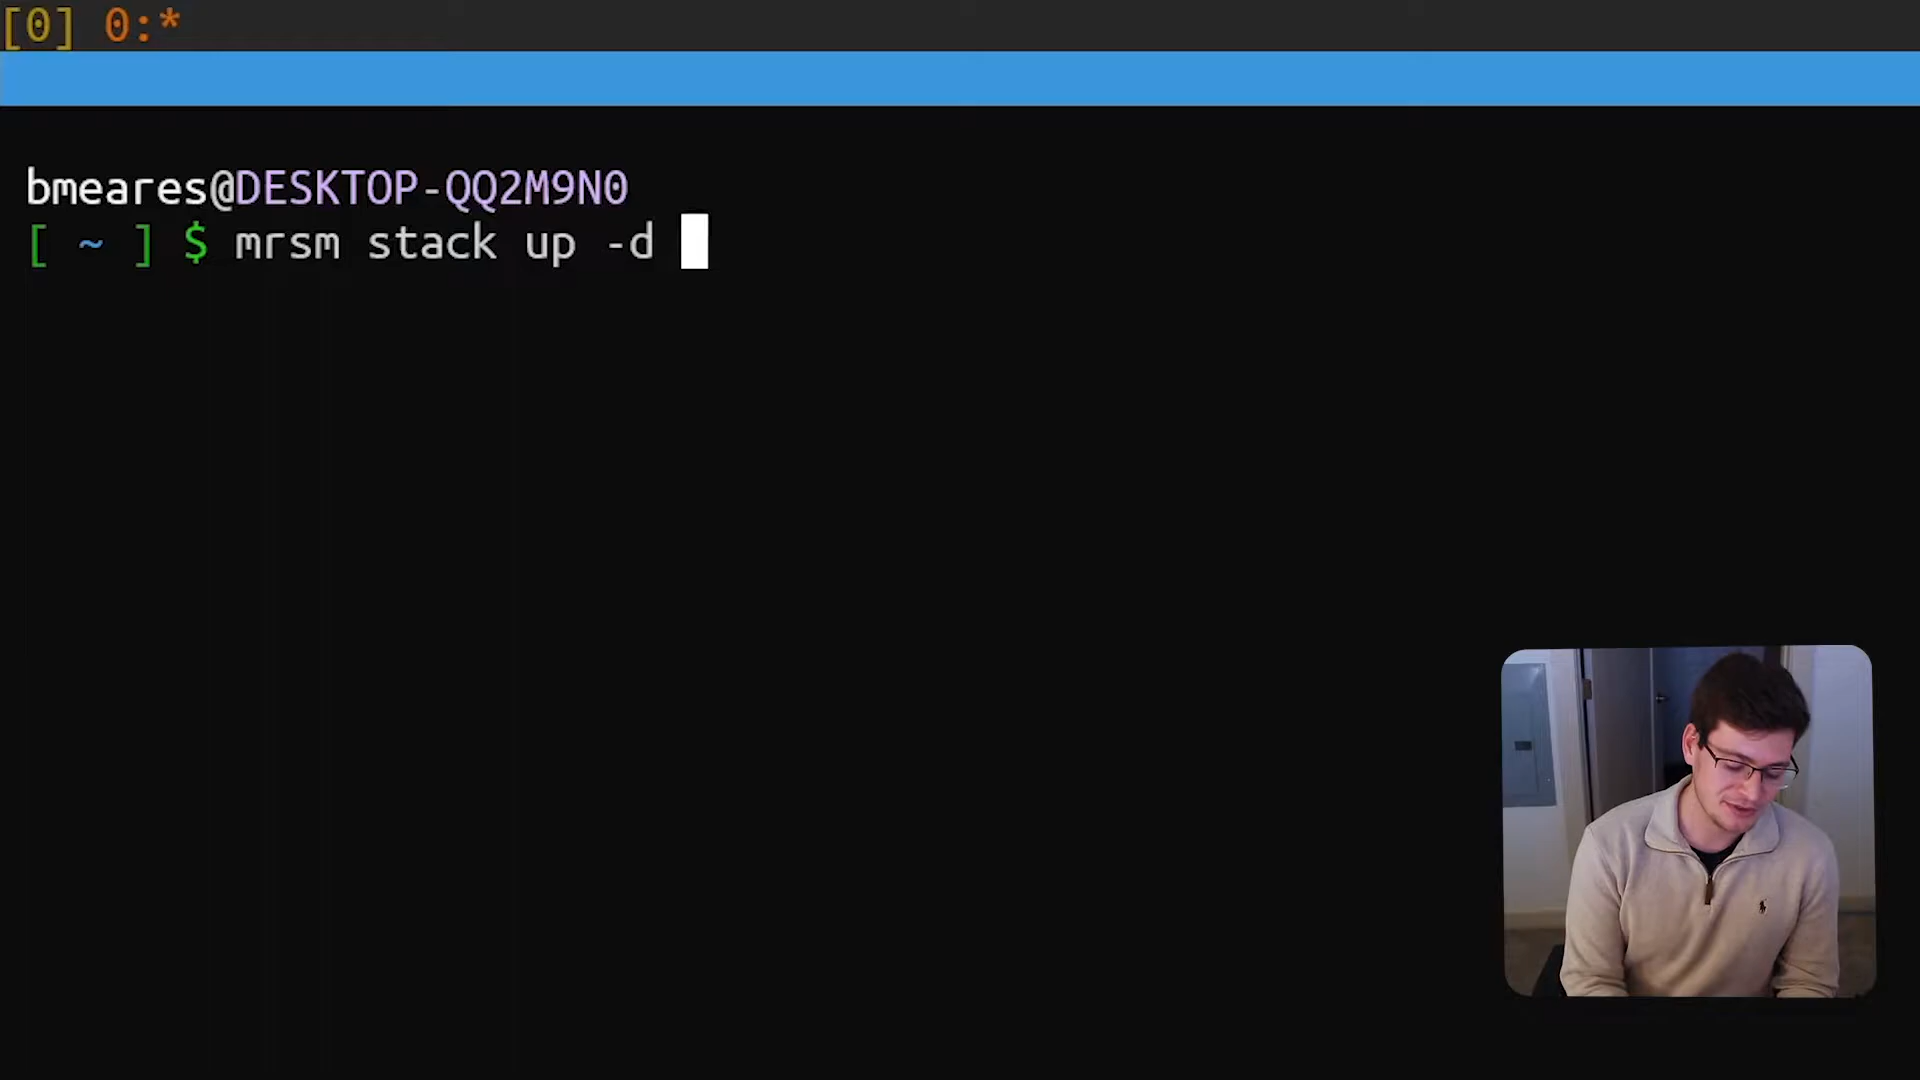 [0] 0:*
bmeares@DESKTOP-QQ2M9N0
[ ~ ] $ mrsm stack up -d